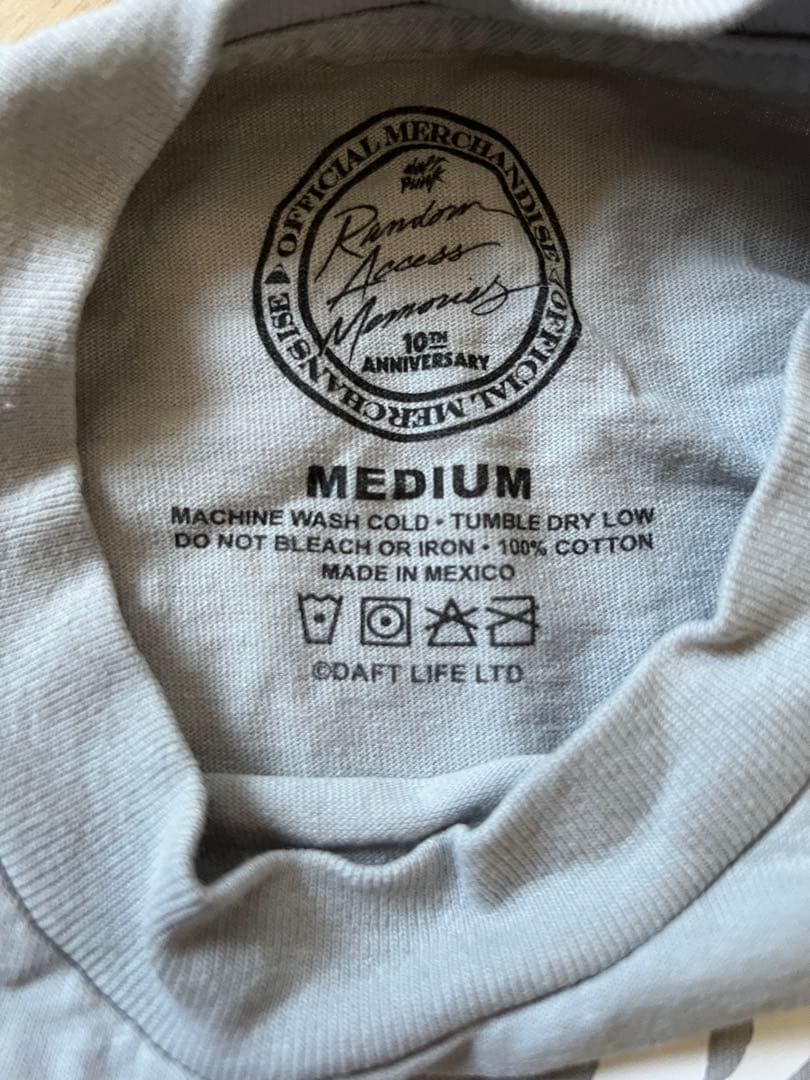 OFFICIAL MERCHANDISE
OFFICIAL MERCHANSISE
daft
punk
Random
Access
Memories
10TH
ANNIVERSARY
MEDIUM
MACHINE WASH COLD • TUMBLE DRY LOW
DO NOT BLEACH OR IRON • 100% COTTON
MADE IN MEXICO
©DAFT LIFE LTD